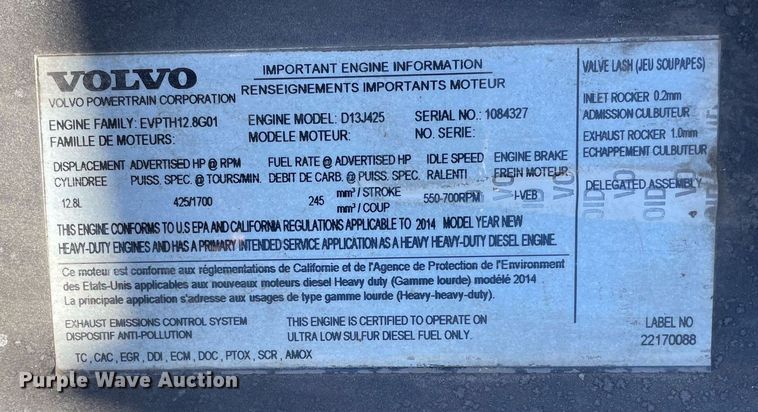 VOLVO
VOLVO POWERTRAIN CORPORATION
IMPORTANT ENGINE INFORMATION
RENSEIGNEMENTS IMPORTANTS MOTEUR
ENGINE FAMILY: EVPTH12.8G01 ENGINE MODEL: D13J425 SERIAL NO.: 1084327
FAMILLE DE MOTEURS: MODELE MOTEUR: NO. SERIE:
DISPLACEMENT ADVERTISED HP @ RPM FUEL RATE @ ADVERTISED HP IDLE SPEED ENGINE BRAKE
CYLINDREE PUISS. SPEC. @ TOURS/MIN. DEBIT DE CARB. @ PUISS. SPEC. RALENTI FREIN MOTEUR
12.8L 425/1700 245 mm³ / STROKE 550-700RPM I-VEB
mm³ / COUP
THIS ENGINE CONFORMS TO U.S EPA AND CALIFORNIA REGULATIONS APPLICABLE TO 2014 MODEL YEAR NEW
HEAVY-DUTY ENGINES AND HAS A PRIMARY INTENDED SERVICE APPLICATION AS A HEAVY HEAVY-DUTY DIESEL ENGINE.
Ce moteur est conforme aux réglementations de Californie et de l'Agence de Protection de l'Environment
des Etats-Unis applicables aux nouveaux moteurs diesel Heavy duty (Gamme lourde) modélé 2014
La principale application s'adresse aux usages de type gamme lourde (Heavy-heavy-duty).
EXHAUST EMISSIONS CONTROL SYSTEM THIS ENGINE IS CERTIFIED TO OPERATE ON
DISPOSITIF ANTI-POLLUTION ULTRA LOW SULFUR DIESEL FUEL ONLY.
TC , CAC , EGR , DDI , ECM , DOC , PTOX , SCR , AMOX
VALVE LASH (JEU SOUPAPES)
INLET ROCKER 0.2mm
ADMISSION CULBUTEUR
EXHAUST ROCKER 1.0mm
ECHAPPEMENT CULBUTEUR
DELEGATED ASSEMBLY
LABEL NO
22170088
VOID VOID
Purple Wave Auction